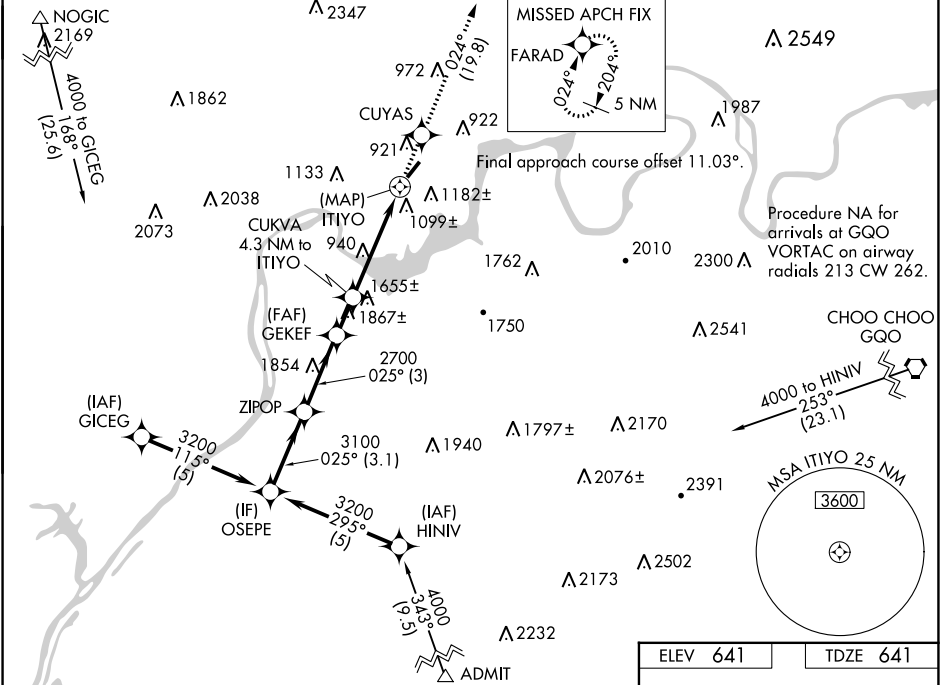 NOGIC
2169
4000 to GICEG
168°
(25.6)
2347
1862
2038
2073
1133
972
024°
(19.8)
CUYAS
921
922
MISSED APCH FIX
FARAD
024°
204°
5 NM
2549
1987
Final approach course offset 11.03°.
(MAP)
ITIYO
1182±
1099±
CUKVA
4.3 NM to
ITIYO
940
1655±
1867±
(FAF)
GEKEF
1762
2010
2300
1750
2541
Procedure NA for
arrivals at GQO
VORTAC on airway
radials 213 CW 262.
CHOO CHOO
GQO
4000 to HINIV
253°
(23.1)
1854
2700
025° (3)
ZIPOP
(IAF)
GICEG
3200
115°
(5)
3100
025° (3.1)
1940
1797±
2170
2076±
2391
(IF)
OSEPE
3200
295°
(5)
(IAF)
HINIV
4000
343°
(9.5)
ADMIT
2173
2502
2232
MSA ITIYO 25 NM
3600
ELEV 641
TDZE 641